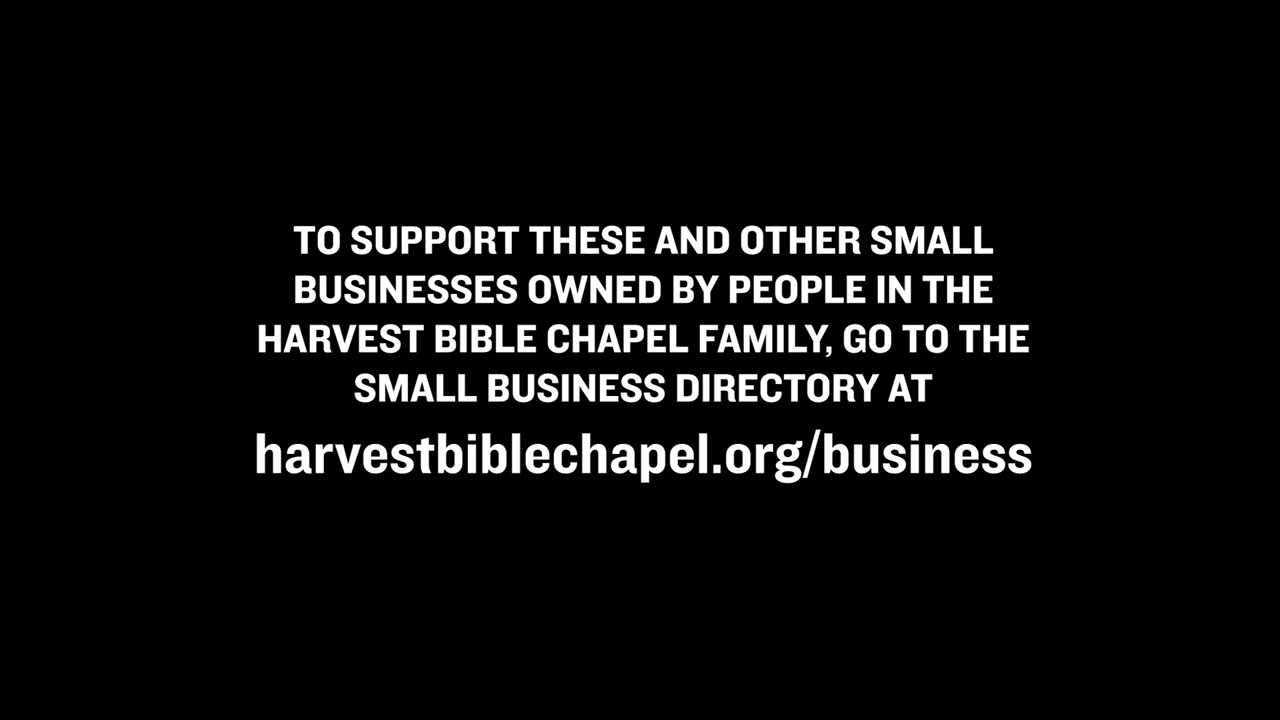 TO SUPPORT THESE AND OTHER SMALL
BUSINESSES OWNED BY PEOPLE IN THE
HARVEST BIBLE CHAPEL FAMILY, GO TO THE
SMALL BUSINESS DIRECTORY AT
harvestbiblechapel.org/business